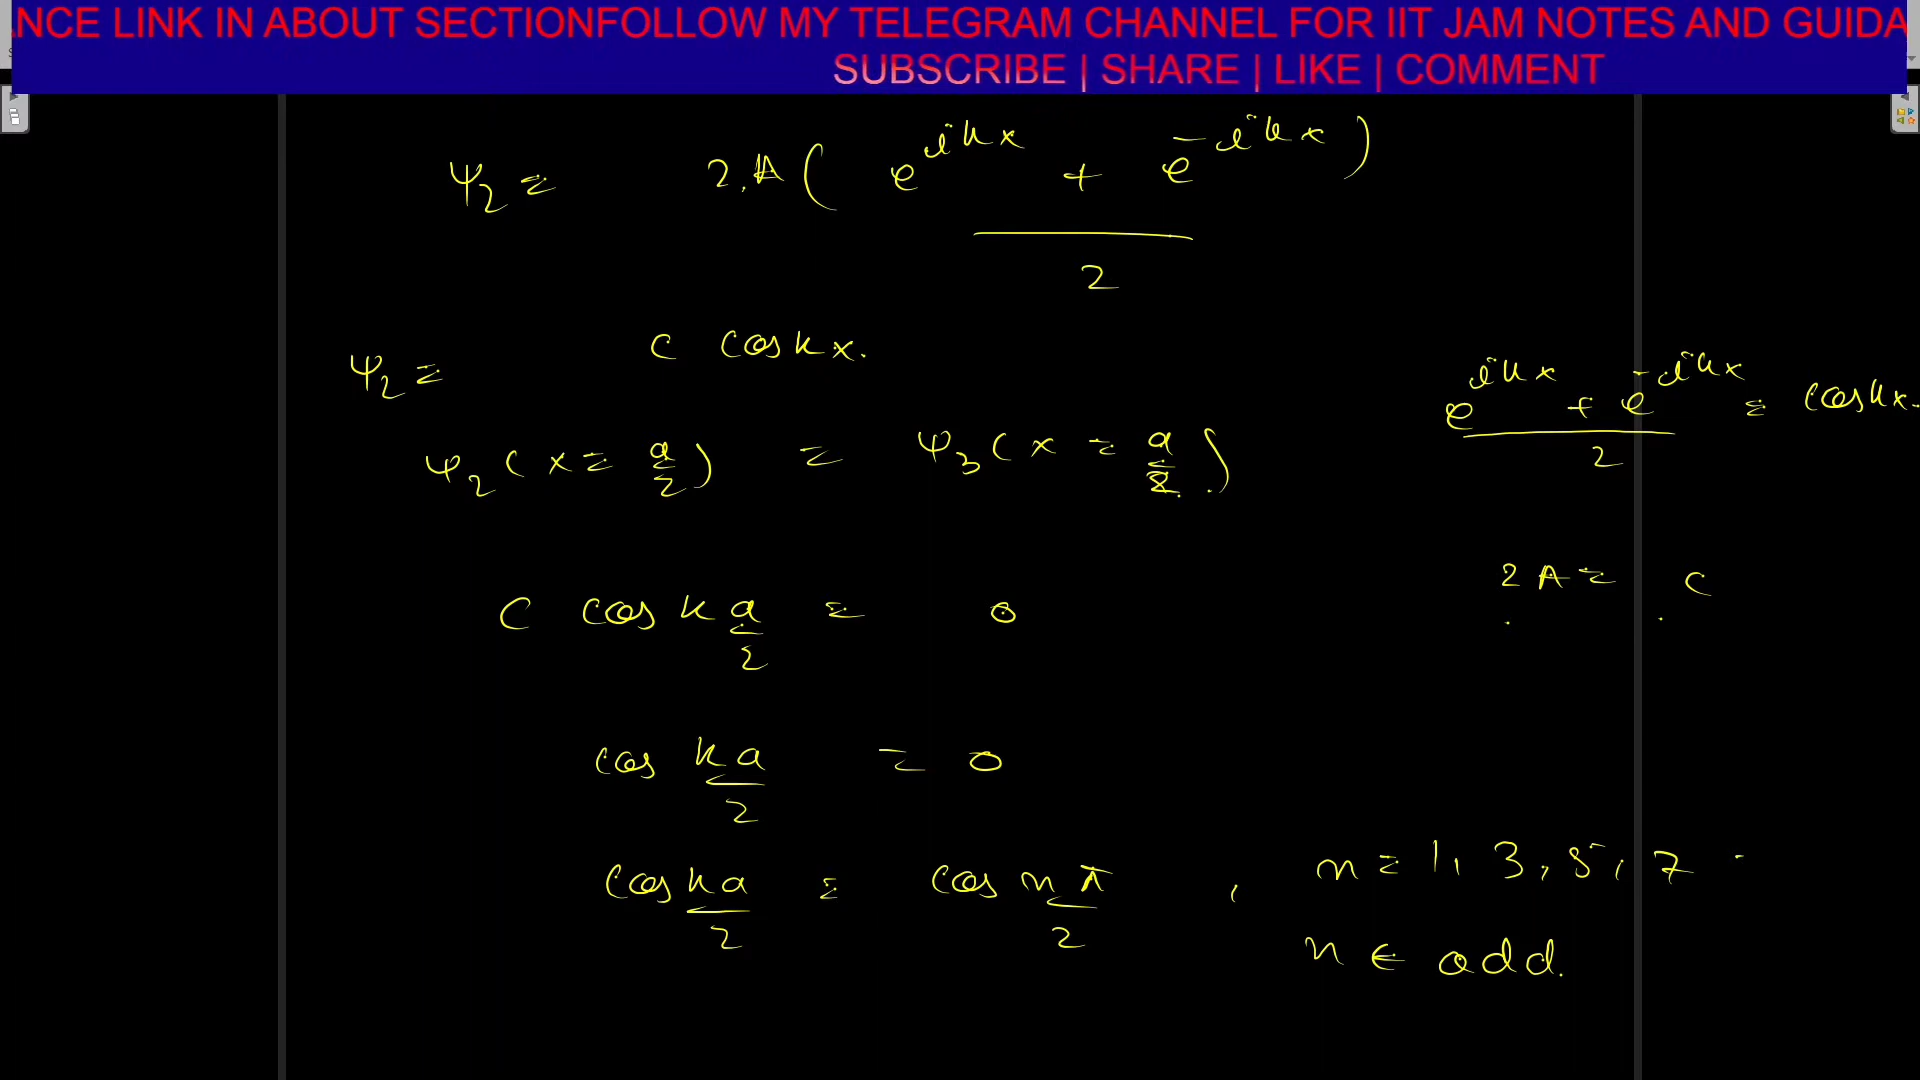 NCE LINK IN ABOUT SECTIONFOLLOW MY TELEGRAM CHANNEL FOR IIT JAM NOTES AND GUIDA
SUBSCRIBE | SHARE | LIKE | COMMENT
ψ₂ = 2.A ( e^{ikx} + e^{-ikx} ) / 2
ψ₂ = C cos kx.
e^{ikx} + e^{-ikx} / 2 = cos kx.
ψ₂ ( x = a/2 ) = ψ₃ ( x = a/2 )
2A = C
C cos k a/2 = 0
cos ka/2 = 0
cos ka/2 = cos nπ/2 , n = 1, 3, 5, 7 -
n ∈ odd.